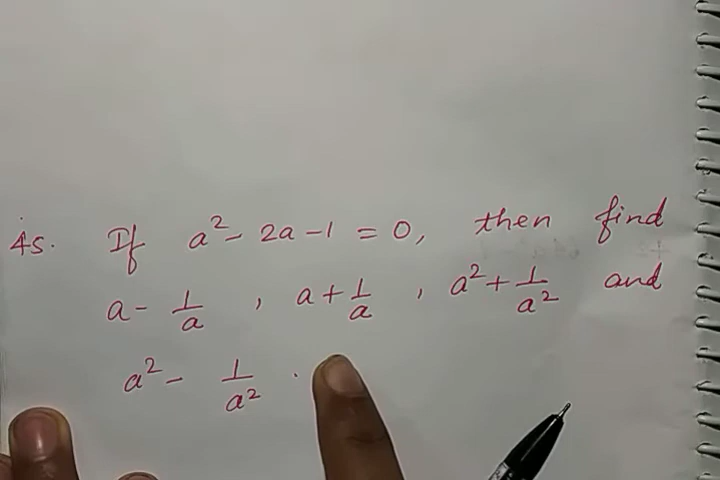 45. If a² - 2a - 1 = 0, then find
a - 1/a , a + 1/a , a² + 1/a² and
a² - 1/a² .